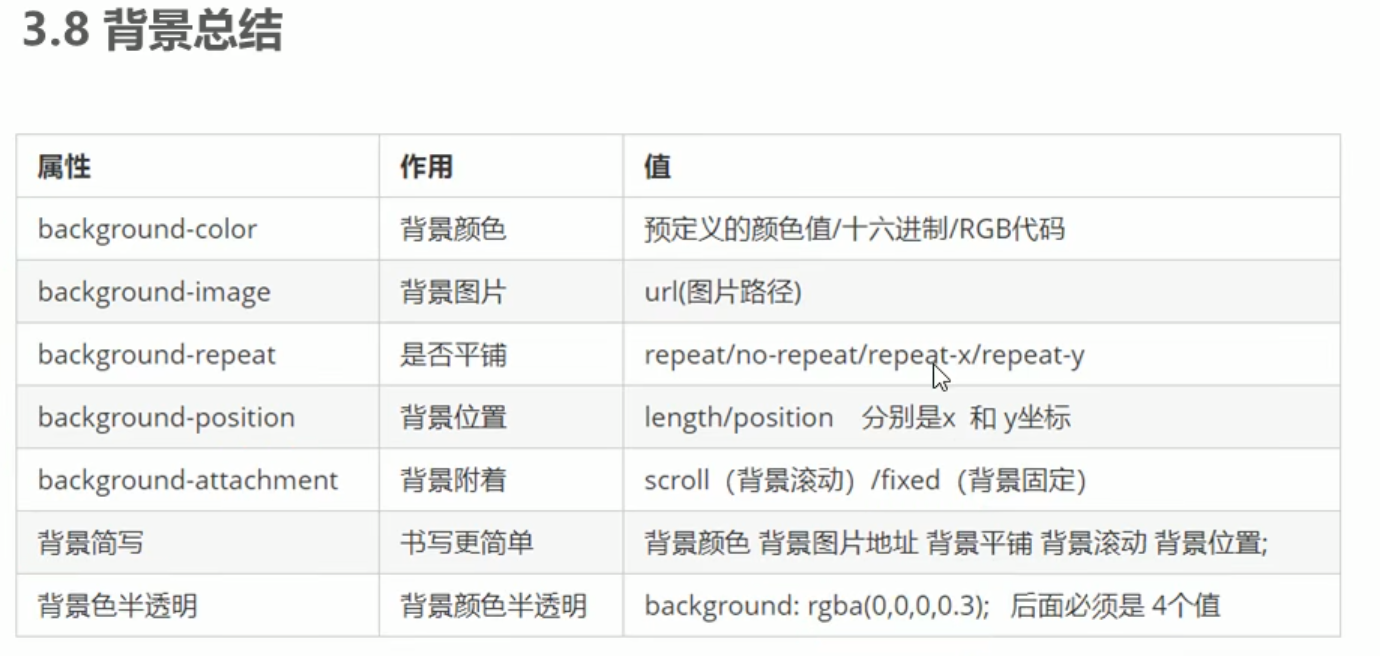 3.8 背景总结
属性 作用 值
background-color 背景颜色 预定义的颜色值/十六进制/RGB代码
background-image 背景图片 url(图片路径)
background-repeat 是否平铺 repeat/no-repeat/repeat-x/repeat-y
background-position 背景位置 length/position 分别是x 和 y坐标
background-attachment 背景附着 scroll（背景滚动）/fixed（背景固定）
背景简写 书写更简单 背景颜色 背景图片地址 背景平铺 背景滚动 背景位置;
背景色半透明 背景颜色半透明 background: rgba(0,0,0,0.3); 后面必须是 4个值